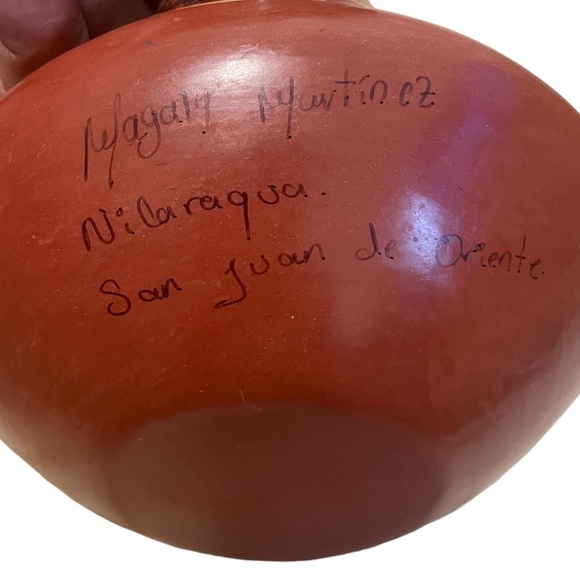 Magaly Martinez
Nicaragua.
San Juan de Oriente